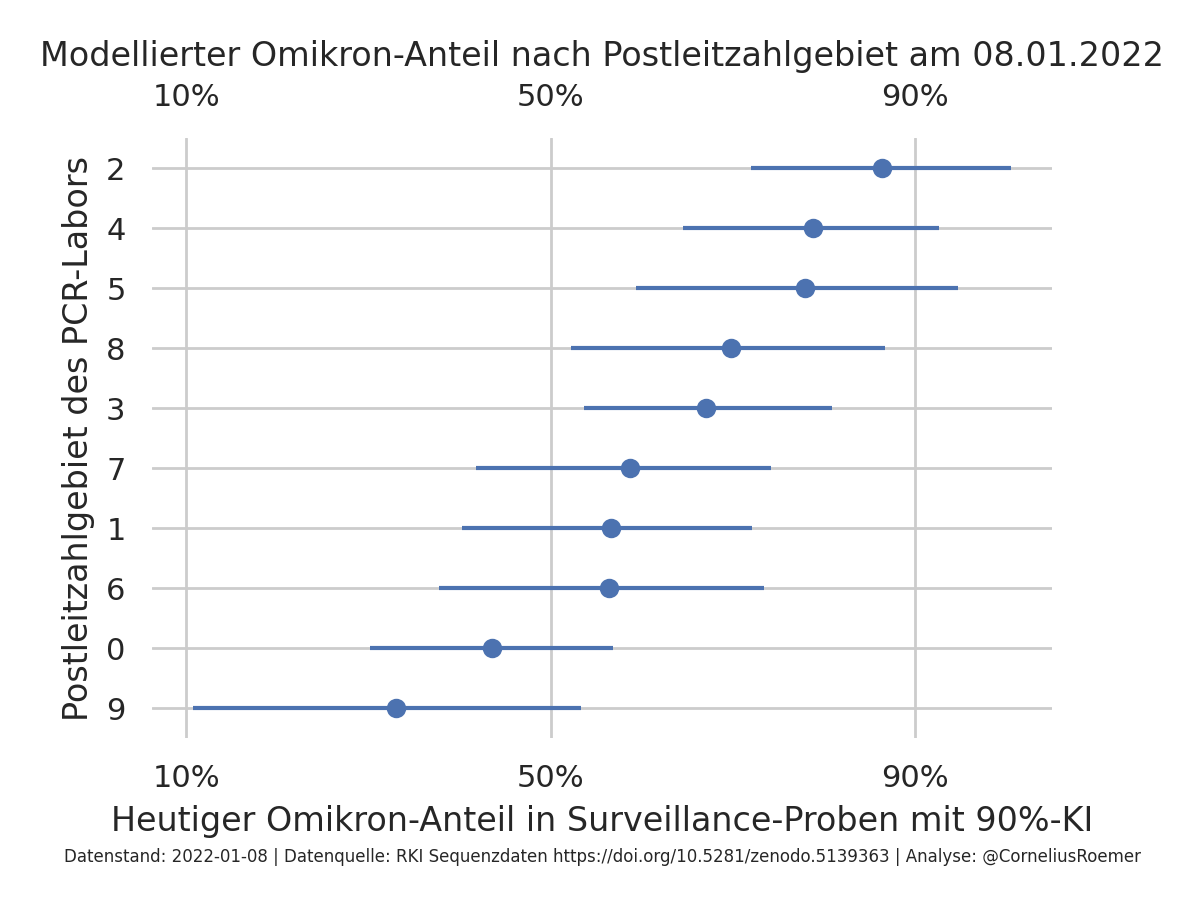 Modellierter Omikron-Anteil nach Postleitzahlgebiet am 08.01.2022
10% 50% 90%
Postleitzahlgebiet des PCR-Labors
2
4
5
8
3
7
1
6
0
9
10% 50% 90%
Heutiger Omikron-Anteil in Surveillance-Proben mit 90%-KI
Datenstand: 2022-01-08 | Datenquelle: RKI Sequenzdaten https://doi.org/10.5281/zenodo.5139363 | Analyse: @CorneliusRoemer